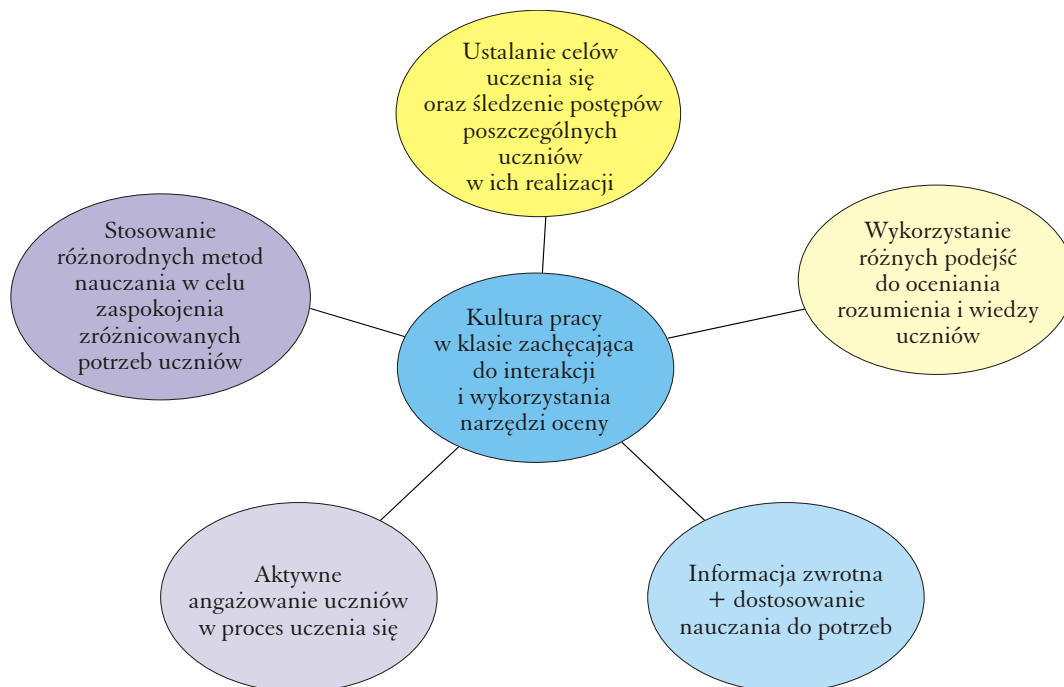 Ustalanie celów
uczenia się
oraz śledzenie postępów
poszczególnych
uczniów
w ich realizacji
Stosowanie
różnorodnych metod
nauczania w celu
zaspokojenia
zróżnicowanych
potrzeb uczniów
Wykorzystanie
różnych podejść
do oceniania
rozumienia i wiedzy
uczniów
Kultura pracy
w klasie zachęcająca
do interakcji
i wykorzystania
narzędzi oceny
Aktywne
angażowanie uczniów
w proces uczenia się
Informacja zwrotna
+ dostosowanie
nauczania do potrzeb